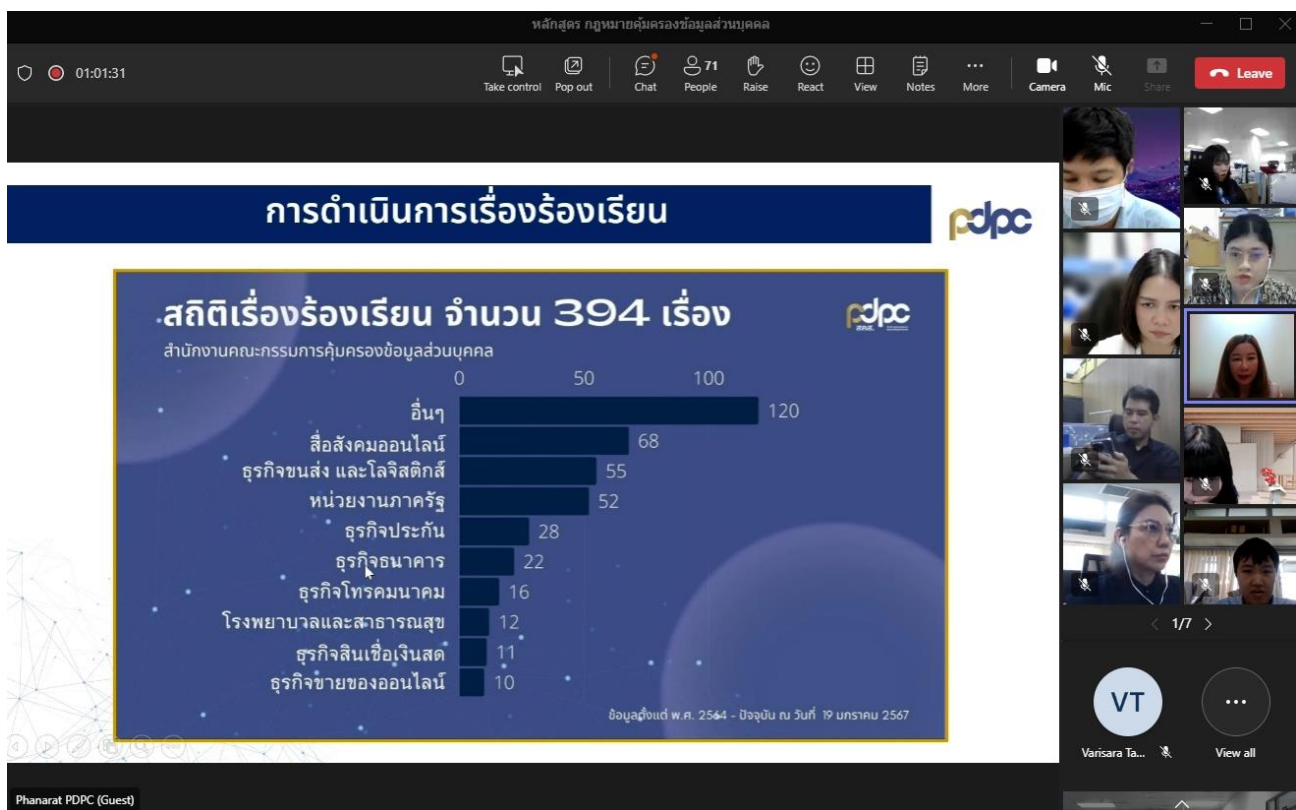 หลักสูตร กฎหมายคุ้มครองข้อมูลส่วนบุคคล
01:01:31
Take control
Pop out
Chat
71
People
Raise
React
View
Notes
More
Camera
Mic
Share
Leave
การดำเนินการเรื่องร้องเรียน
pdpc
สถิติเรื่องร้องเรียน จำนวน 394 เรื่อง
pdpc
สคส.
สำนักงานคณะกรรมการคุ้มครองข้อมูลส่วนบุคคล
0 50 100
อื่นๆ 120
สื่อสังคมออนไลน์ 68
ธุรกิจขนส่ง และโลจิสติกส์ 55
หน่วยงานภาครัฐ 52
ธุรกิจประกัน 28
ธุรกิจธนาคาร 22
ธุรกิจโทรคมนาคม 16
โรงพยาบาลและสาธารณสุข 12
ธุรกิจสินเชื่อเงินสด 11
ธุรกิจขายของออนไลน์ 10
ข้อมูลตั้งแต่ พ.ศ. 2564 - ปัจจุบัน ณ วันที่ 19 มกราคม 2567
1/7
VT
Varisara Ta...
View all
Phanarat PDPC (Guest)